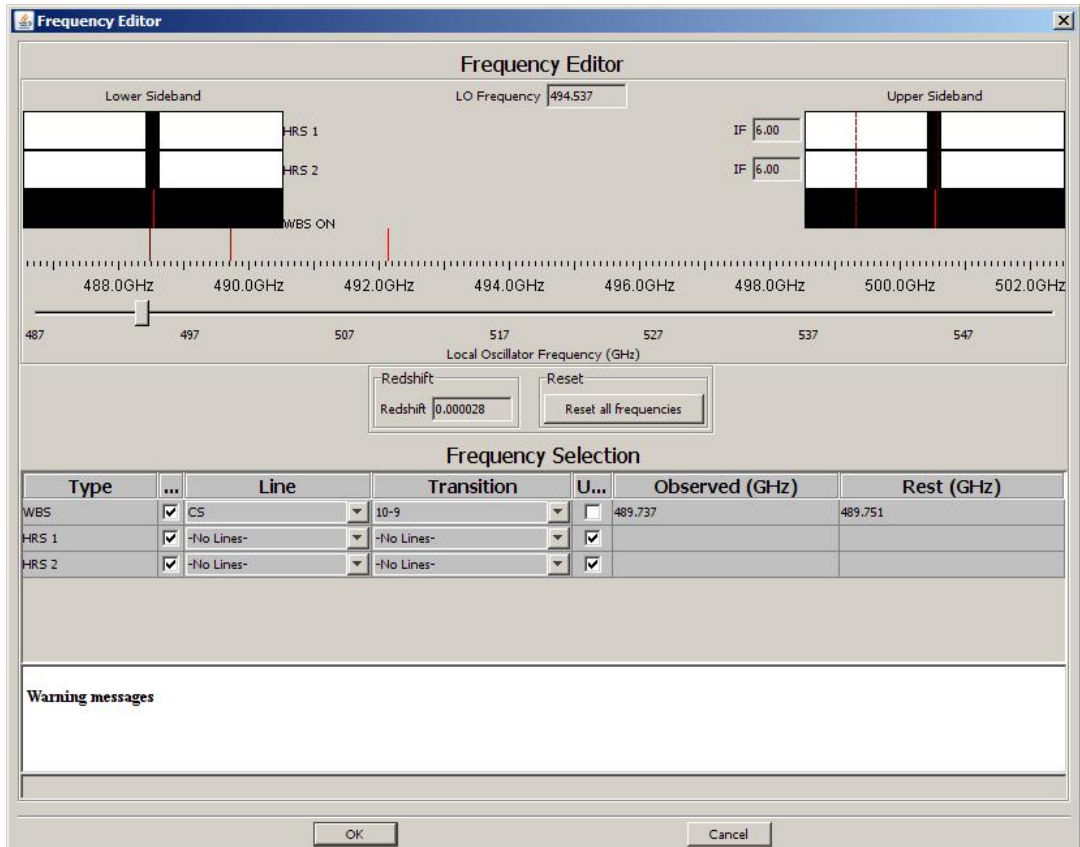 Frequency Editor
Frequency Editor
Lower Sideband
LO Frequency 494.537
Upper Sideband
HRS 1
IF 6.00
HRS 2
IF 6.00
WBS ON
488.0GHz 490.0GHz 492.0GHz 494.0GHz 496.0GHz 498.0GHz 500.0GHz 502.0GHz
487 497 507 517 527 537 547
Local Oscillator Frequency (GHz)
Redshift
Reset
Redshift 0.000028
Reset all frequencies
Frequency Selection
Type ... Line Transition U... Observed (GHz) Rest (GHz)
WBS CS 10-9 489.737 489.751
HRS 1 -No Lines- -No Lines-
HRS 2 -No Lines- -No Lines-
Warning messages
OK Cancel